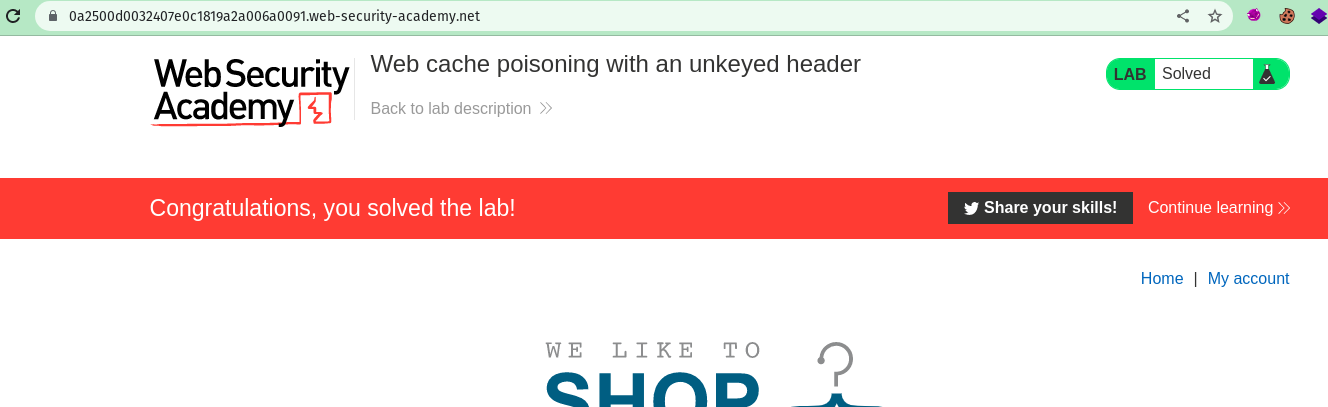 0a2500d0032407e0c1819a2a006a0091.web-security-academy.net
Web Security
Academy
Web cache poisoning with an unkeyed header
Back to lab description
LAB Solved
Congratulations, you solved the lab!
Share your skills!
Continue learning
Home | My account
WE LIKE TO
SHOP